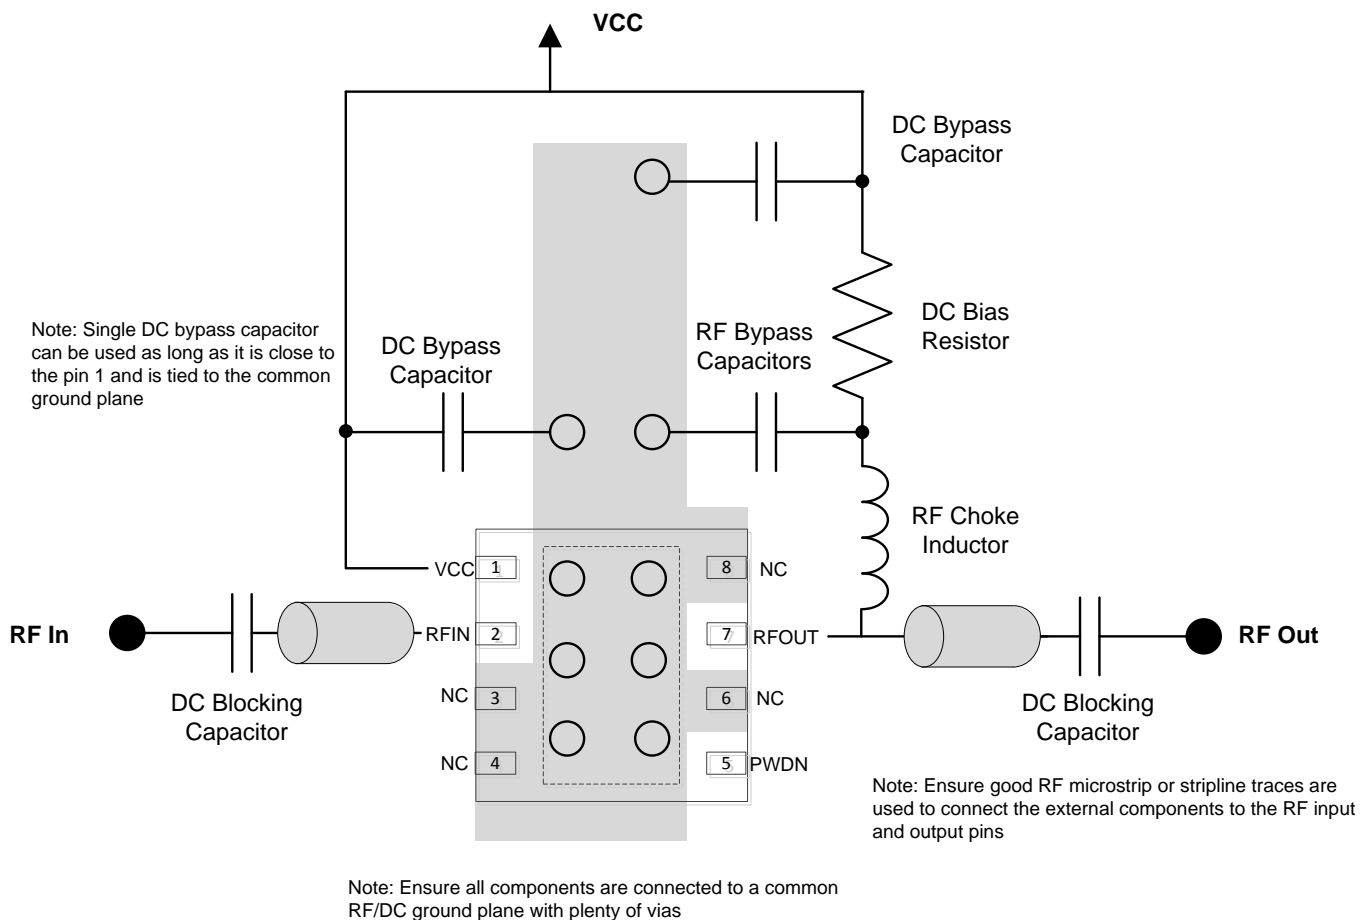 VCC
DC Bypass
Capacitor
DC Bias
Resistor
Note: Single DC bypass capacitor
can be used as long as it is close to
the pin 1 and is tied to the common
ground plane
DC Bypass
Capacitor
RF Bypass
Capacitors
RF Choke
Inductor
VCC
1
8
NC
RF In
RFIN
2
7
RFOUT
RF Out
NC
3
6
NC
DC Blocking
Capacitor
DC Blocking
Capacitor
NC
4
5
PWDN
Note: Ensure good RF microstrip or stripline traces are
used to connect the external components to the RF input
and output pins
Note: Ensure all components are connected to a common
RF/DC ground plane with plenty of vias